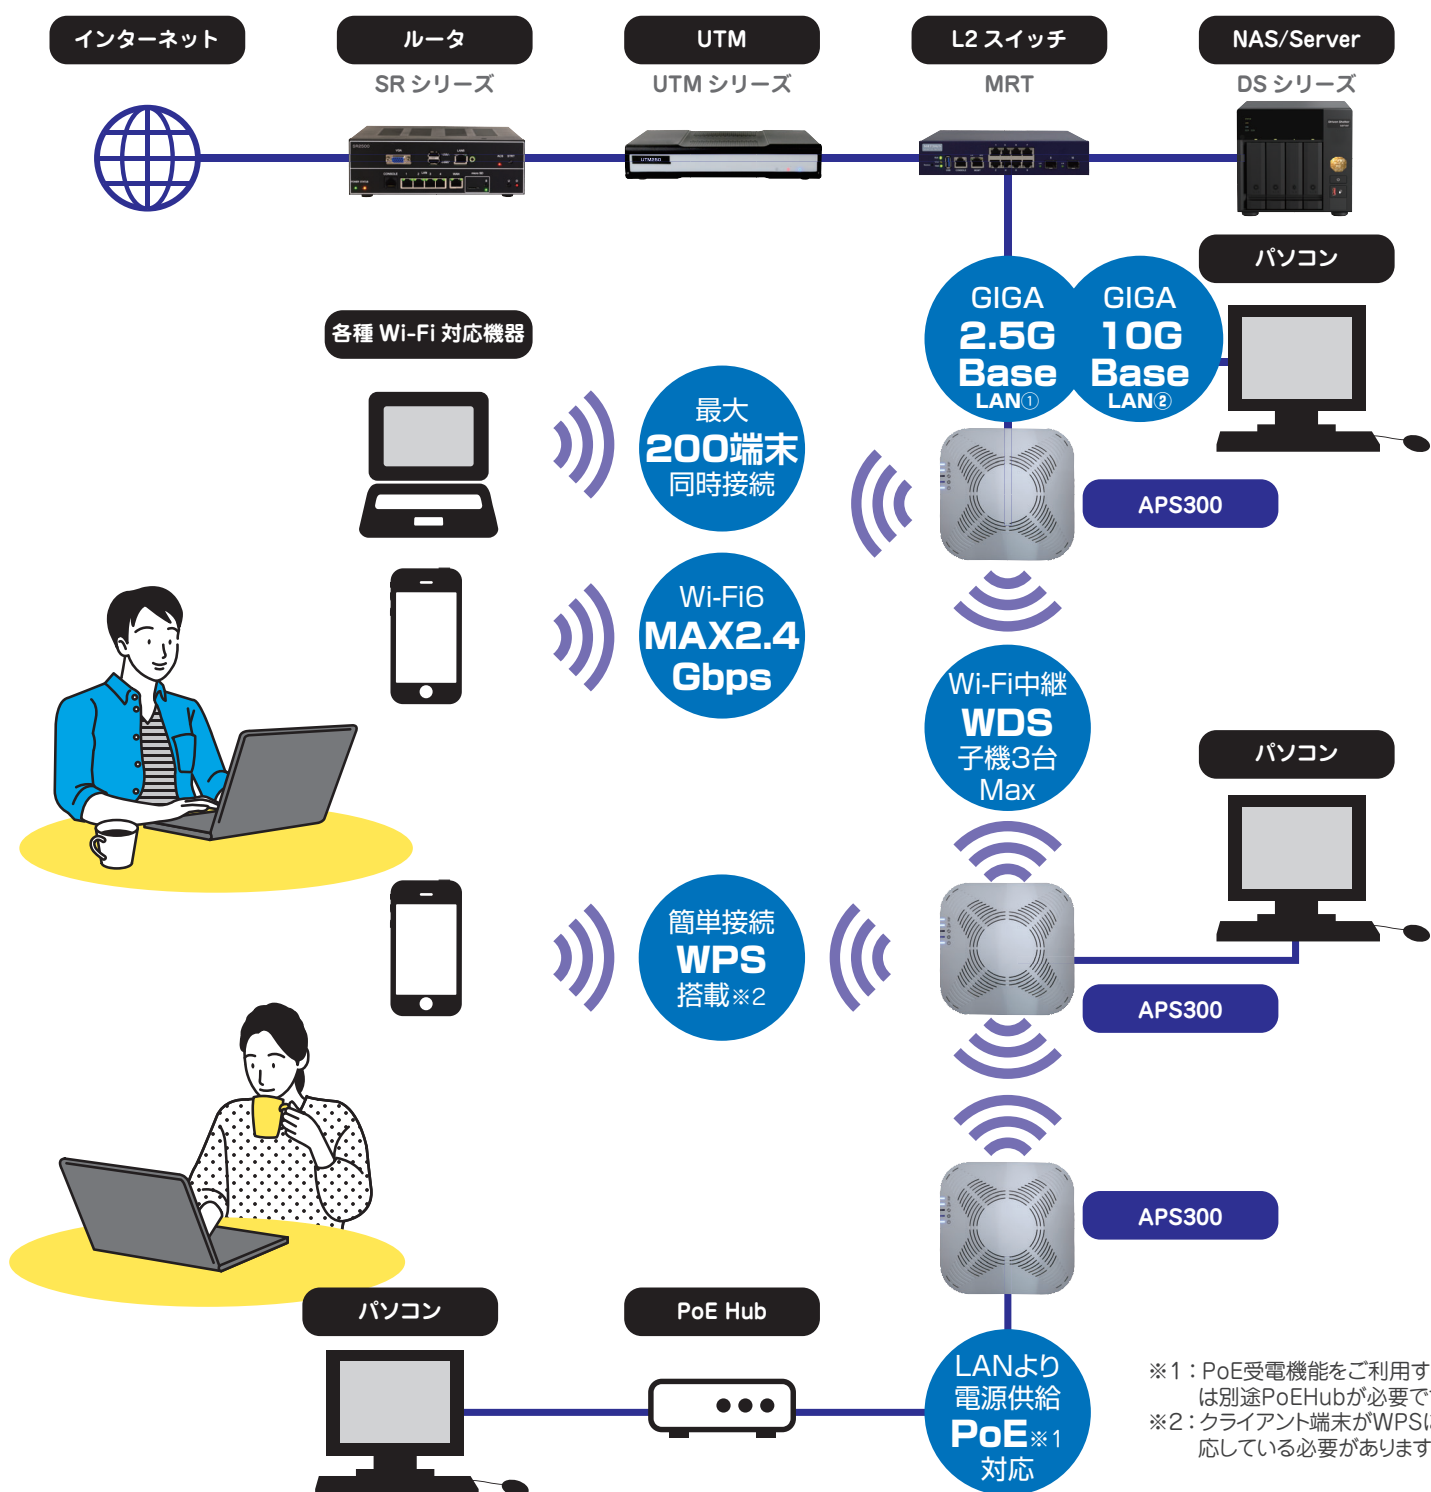 インターネット
ルータ
UTM
L2 スイッチ
NAS/Server
SR シリーズ
UTM シリーズ
MRT
DS シリーズ
UTM250
パソコン
各種 Wi-Fi 対応機器
GIGA
2.5G
Base
LAN①
GIGA
10G
Base
LAN②
最大
200端末
同時接続
APS300
Wi-Fi6
MAX2.4
Gbps
Wi-Fi中継
WDS
子機3台
Max
パソコン
簡単接続
WPS
搭載※2
APS300
APS300
パソコン
PoE Hub
LANより
電源供給
PoE※1
対応
※1：PoE受電機能をご利用す
は別途PoEHubが必要で
※2：クライアント端末がWPSに
応している必要があります